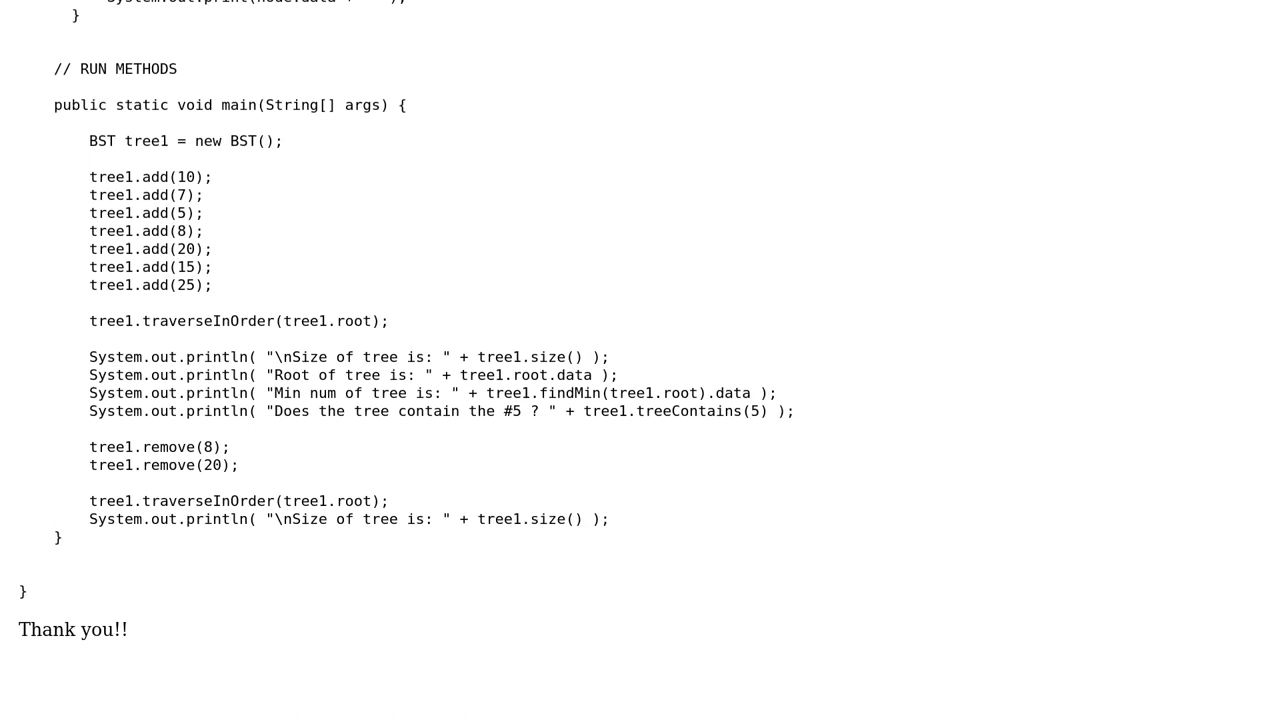 }
// RUN METHODS
public static void main(String[] args) {
BST tree1 = new BST();
tree1.add(10);
tree1.add(7);
tree1.add(5);
tree1.add(8);
tree1.add(20);
tree1.add(15);
tree1.add(25);
tree1.traverseInOrder(tree1.root);
System.out.println( "\nSize of tree is: " + tree1.size() );
System.out.println( "Root of tree is: " + tree1.root.data );
System.out.println( "Min num of tree is: " + tree1.findMin(tree1.root).data );
System.out.println( "Does the tree contain the #5 ? " + tree1.treeContains(5) );
tree1.remove(8);
tree1.remove(20);
tree1.traverseInOrder(tree1.root);
System.out.println( "\nSize of tree is: " + tree1.size() );
}
}
Thank you!!